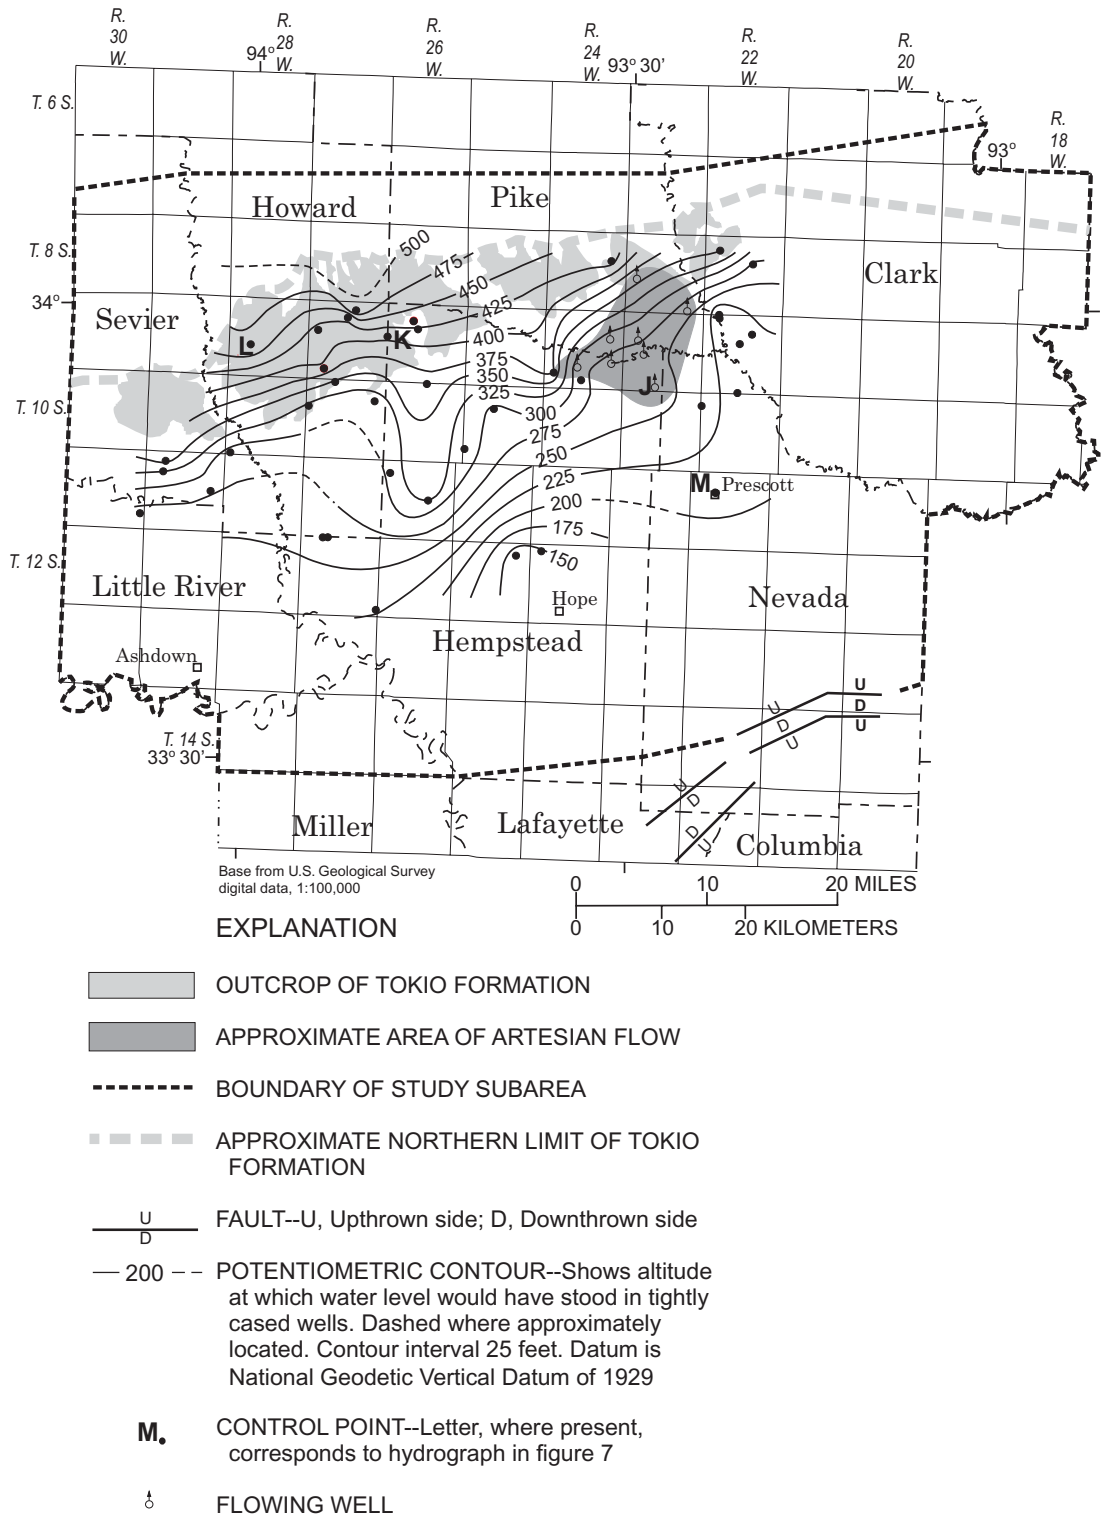 R.
30
W.
R.
28
W.
R.
26
W.
R.
24
W.
R.
22
W.
R.
20
W.
R.
18
W.
94°
93° 30'
93°
T. 6 S.
T. 8 S.
34°
T. 10 S.
T. 12 S.
T. 14 S.
33° 30'
Howard
Pike
Clark
Sevier
500
475
450
425
400
375
350
325
300
275
250
225
200
175
150
L
K
J
M
Prescott
Little River
Hope
Nevada
Hempstead
Ashdown
U
D
U
U
D
U
U
D
D
U
Miller
Lafayette
Columbia
Base from U.S. Geological Survey
digital data, 1:100,000
0 10 20 MILES
0 10 20 KILOMETERS
EXPLANATION
OUTCROP OF TOKIO FORMATION
APPROXIMATE AREA OF ARTESIAN FLOW
BOUNDARY OF STUDY SUBAREA
APPROXIMATE NORTHERN LIMIT OF TOKIO
FORMATION
U
D
FAULT--U, Upthrown side; D, Downthrown side
200
POTENTIOMETRIC CONTOUR--Shows altitude
at which water level would have stood in tightly
cased wells. Dashed where approximately
located. Contour interval 25 feet. Datum is
National Geodetic Vertical Datum of 1929
M
CONTROL POINT--Letter, where present,
corresponds to hydrograph in figure 7
FLOWING WELL